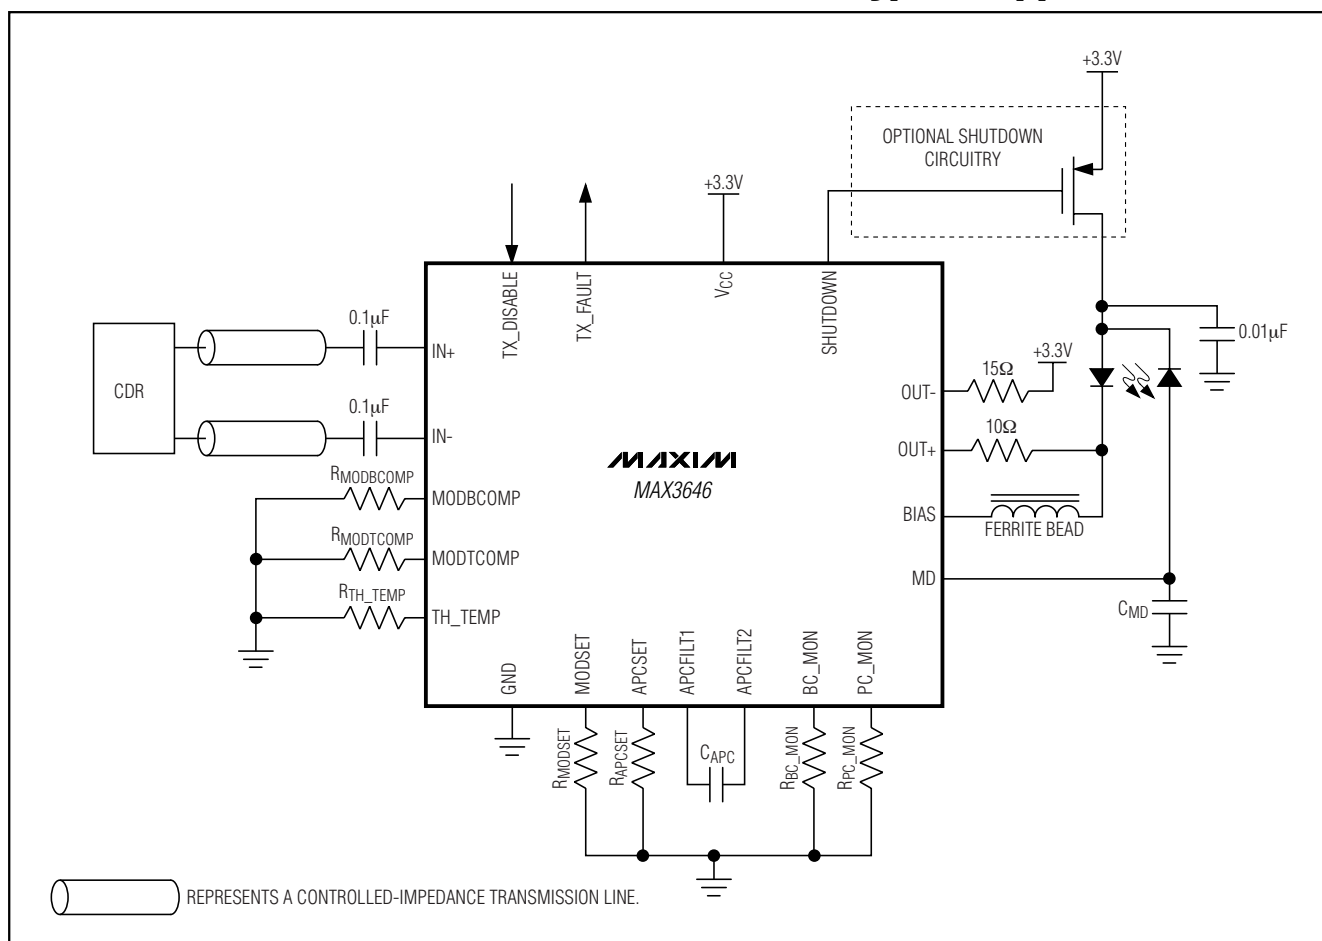 +3.3V
OPTIONAL SHUTDOWN
CIRCUITRY
+3.3V
TX_DISABLE
TX_FAULT
VCC
SHUTDOWN
0.1µF
0.01µF
CDR
IN+
+3.3V
15Ω
OUT-
0.1µF
IN-
10Ω
OUT+
MAXIM
MAX3646
RMODBCOMP
MODBCOMP
BIAS
FERRITE BEAD
RMODTCOMP
MODTCOMP
MD
RTH_TEMP
TH_TEMP
CMD
GND
MODSET
APCSET
APCFILT1
APCFILT2
BC_MON
PC_MON
RMODSET
RAPCSET
CAPC
RBC_MON
RPC_MON
REPRESENTS A CONTROLLED-IMPEDANCE TRANSMISSION LINE.